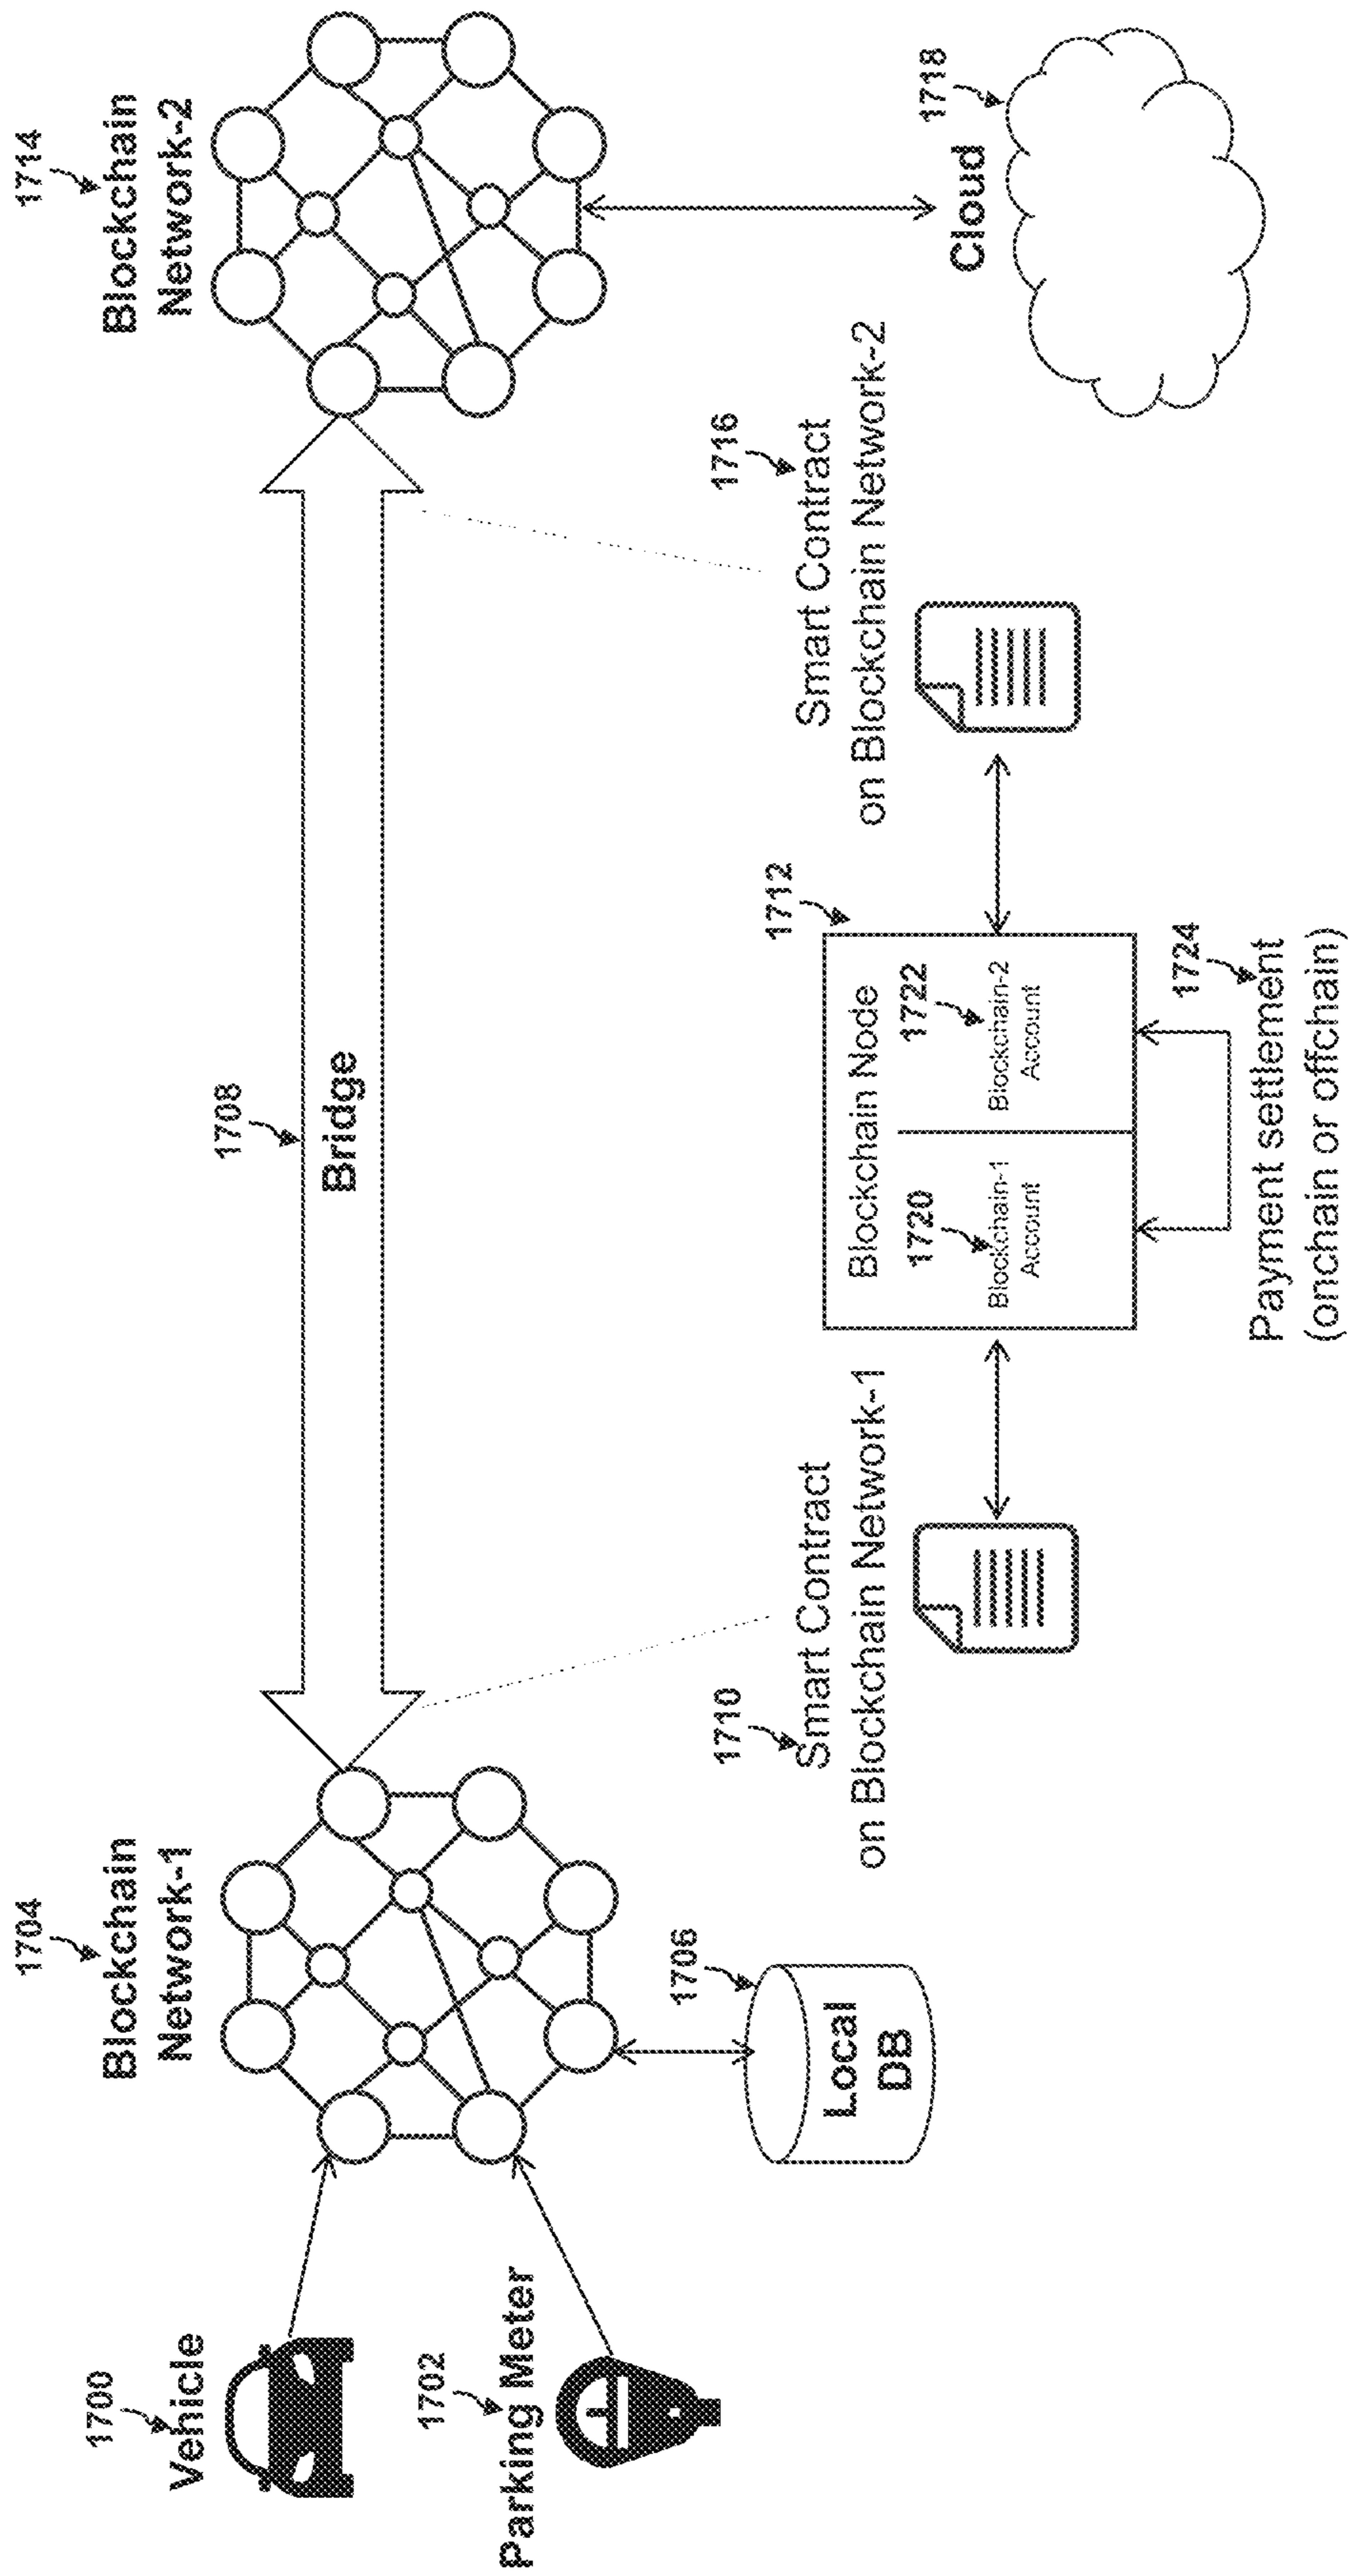 1700
Vehicle
1702
Parking Meter
1704
Blockchain
Network-1
1706
Local
DB
1708
Bridge
1710
Smart Contract
on Blockchain Network-1
1712
Blockchain Node
1720
Blockchain-1
Account
1722
Blockchain-2
Account
1724
Payment settlement
(onchain or offchain)
1716
Smart Contract
on Blockchain Network-2
1714
Blockchain
Network-2
1718
Cloud